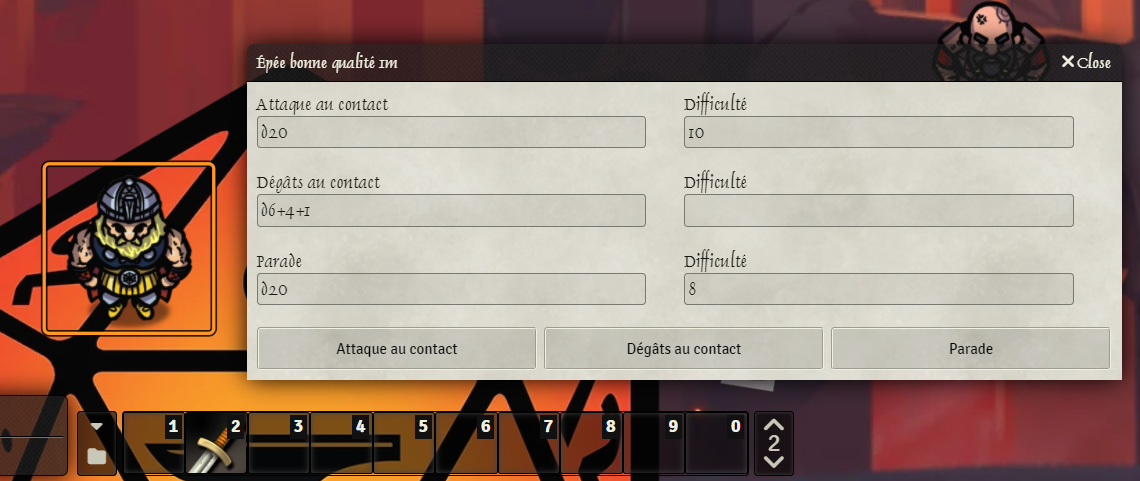 Épée bonne qualité 1m
Close
Attaque au contact
Difficulté
d20
10
Dégâts au contact
Difficulté
d6+4+1
Parade
Difficulté
d20
8
Attaque au contact
Dégâts au contact
Parade
1 2 3 4 5 6 7 8 9 0
2